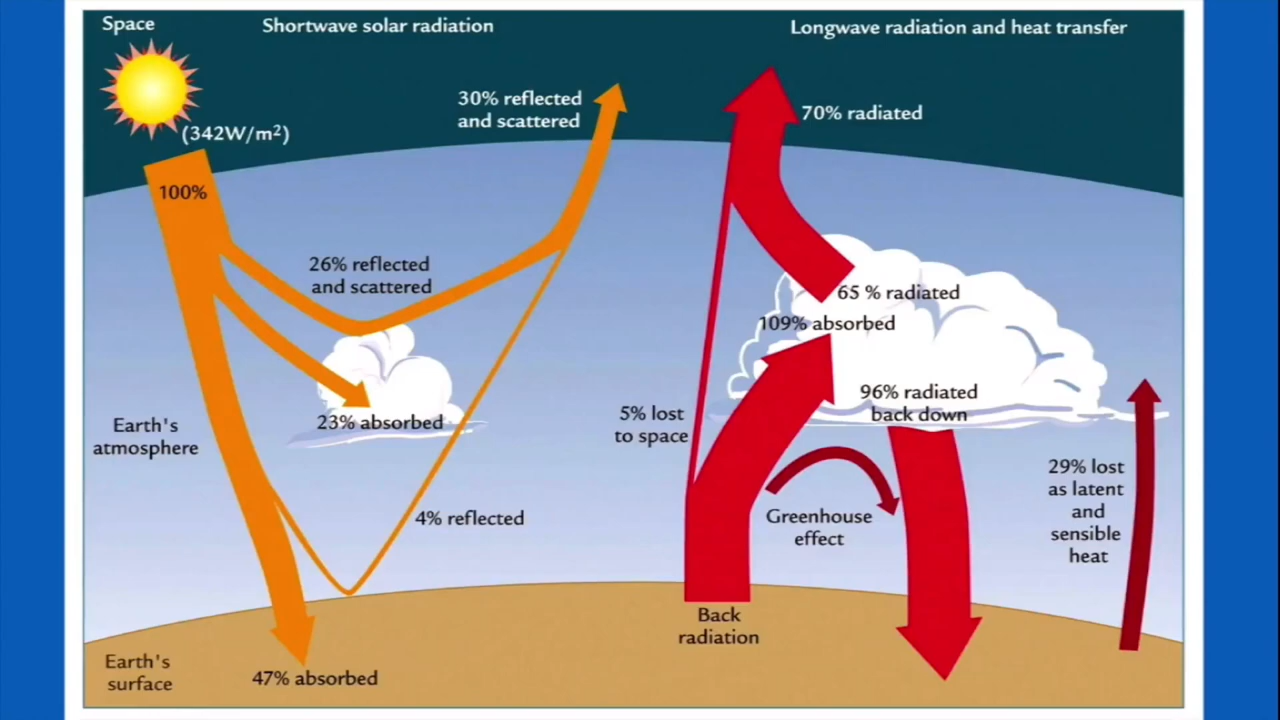 Space
Shortwave solar radiation
Longwave radiation and heat transfer
(342W/m²)
100%
30% reflected
and scattered
70% radiated
26% reflected
and scattered
65 % radiated
109% absorbed
23% absorbed
96% radiated
back down
Earth's
atmosphere
5% lost
to space
4% reflected
Greenhouse
effect
29% lost
as latent
and
sensible
heat
Back
radiation
Earth's
surface
47% absorbed